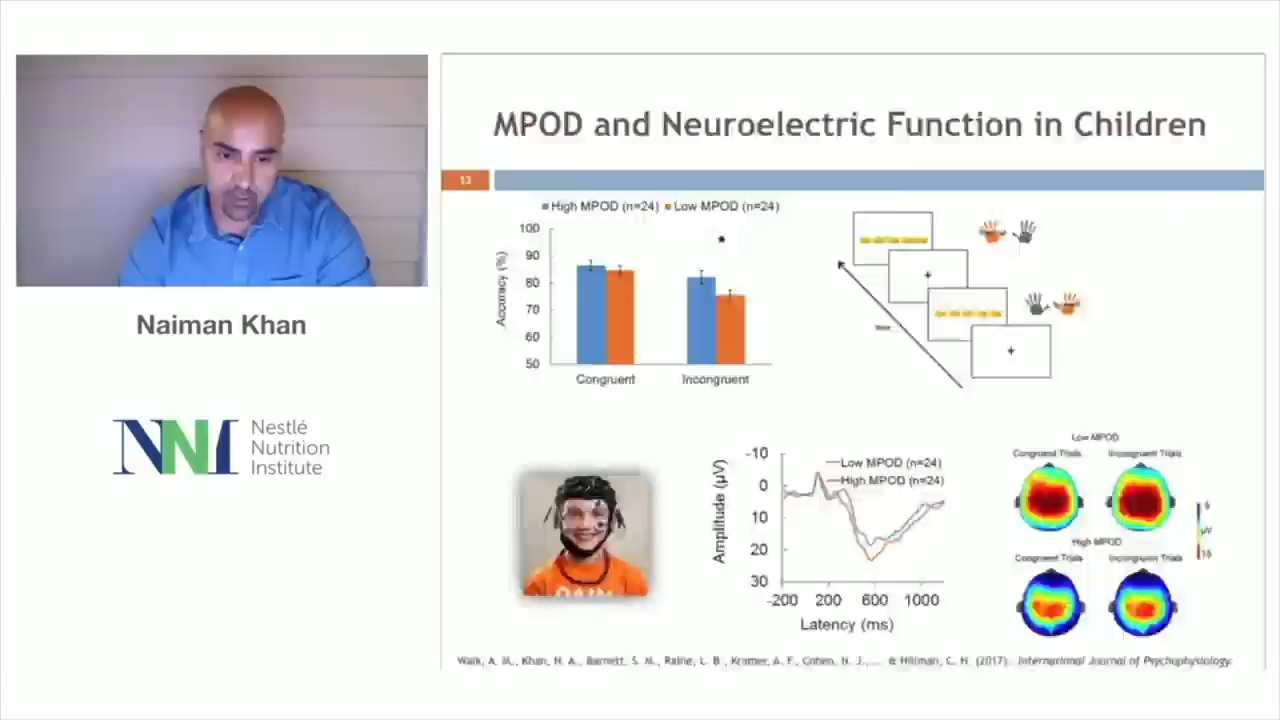 MPOD and Neuroelectric Function in Children
13
High MPOD (n=24) Low MPOD (n=24)
*
100
90
80
70
60
50
Accuracy (%)
Congruent Incongruent
Naiman Khan
NNI Nestlé
Nutrition
Institute
-10
0
10
20
30
Amplitude (µV)
Low MPOD (n=24)
High MPOD (n=24)
-200 200 600 1000
Latency (ms)
Low MPOD
Congruent Trials Incongruent Trials
High MPOD
Congruent Trials Incongruent Trials
µV
Walk, A. M., Khan, N. A., Barnett, S. M., Raine, L. B., Kramer, A. F., Cohen, N. J., ... & Hillman, C. H. (2017). International Journal of Psychophysiology.